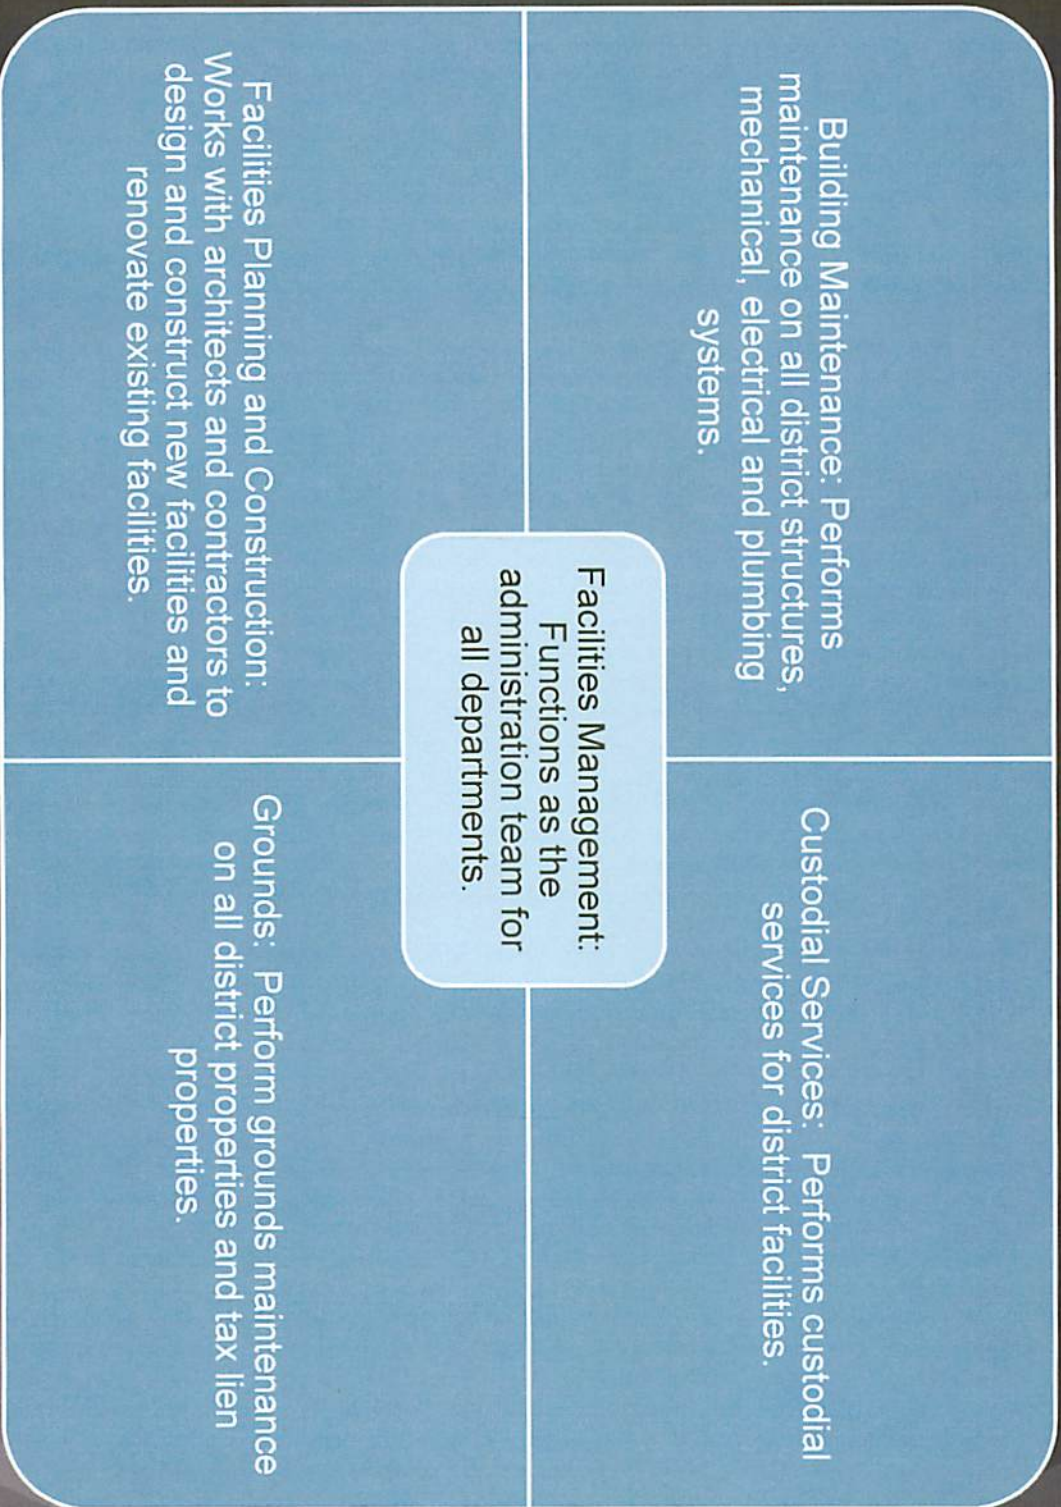 Building Maintenance: Performs
maintenance on all district structures,
mechanical, electrical and plumbing
systems.
Custodial Services: Performs custodial
services for district facilities.
Facilities Management:
Functions as the
administration team for
all departments.
Facilities Planning and Construction:
Works with architects and contractors to
design and construct new facilities and
renovate existing facilities.
Grounds: Perform grounds maintenance
on all district properties and tax lien
properties.